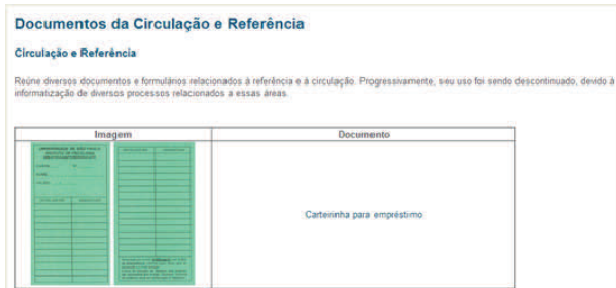 Documentos da Circulação e Referência
Circulação e Referência
Reúne diversos documentos e formulários relacionados à referência e à circulação. Progressivamente, seu uso foi sendo descontinuado, devido à
informatização de diversos processos relacionados a essas áreas.
Imagem
Documento
Carteirinha para empréstimo